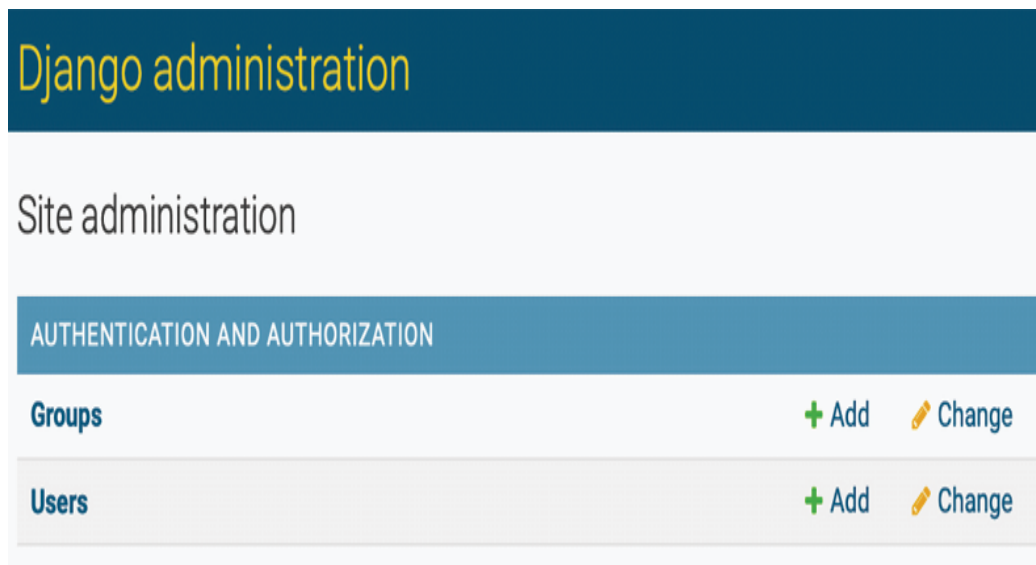 Django administration
Site administration
AUTHENTICATION AND AUTHORIZATION
Groups Add Change
Users Add Change